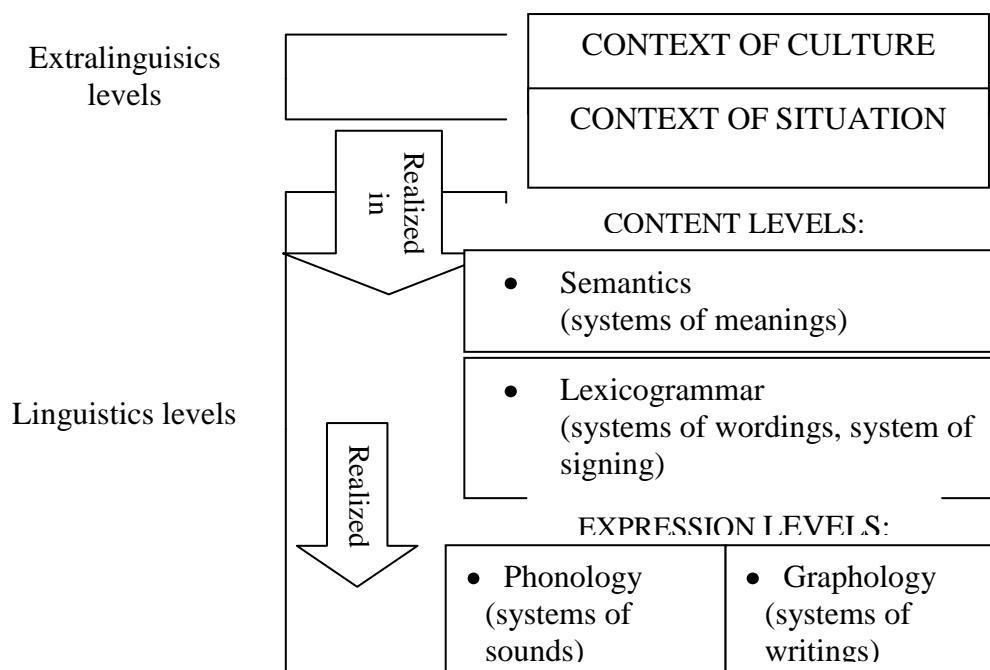 Extralinguisics
levels
CONTEXT OF CULTURE
CONTEXT OF SITUATION
Realized
in
CONTENT LEVELS:
• Semantics
(systems of meanings)
• Lexicogrammar
(systems of wordings, system of
signing)
Linguistics levels
Realized
EXPRESSION LEVELS:
• Phonology
(systems of
sounds)
• Graphology
(systems of
writings)